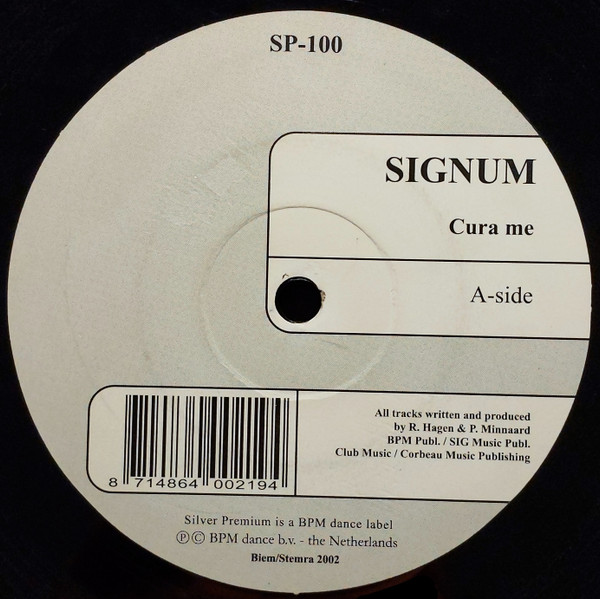 SP-100
SIGNUM
Cura me
A-side
All tracks written and produced
by R. Hagen & P. Minnaard
BPM Publ. / SIG Music Publ.
Club Music / Corbeau Music Publishing
8 714864 002194
Silver Premium is a BPM dance label
℗ © BPM dance b.v. - the Netherlands
Biem/Stemra 2002